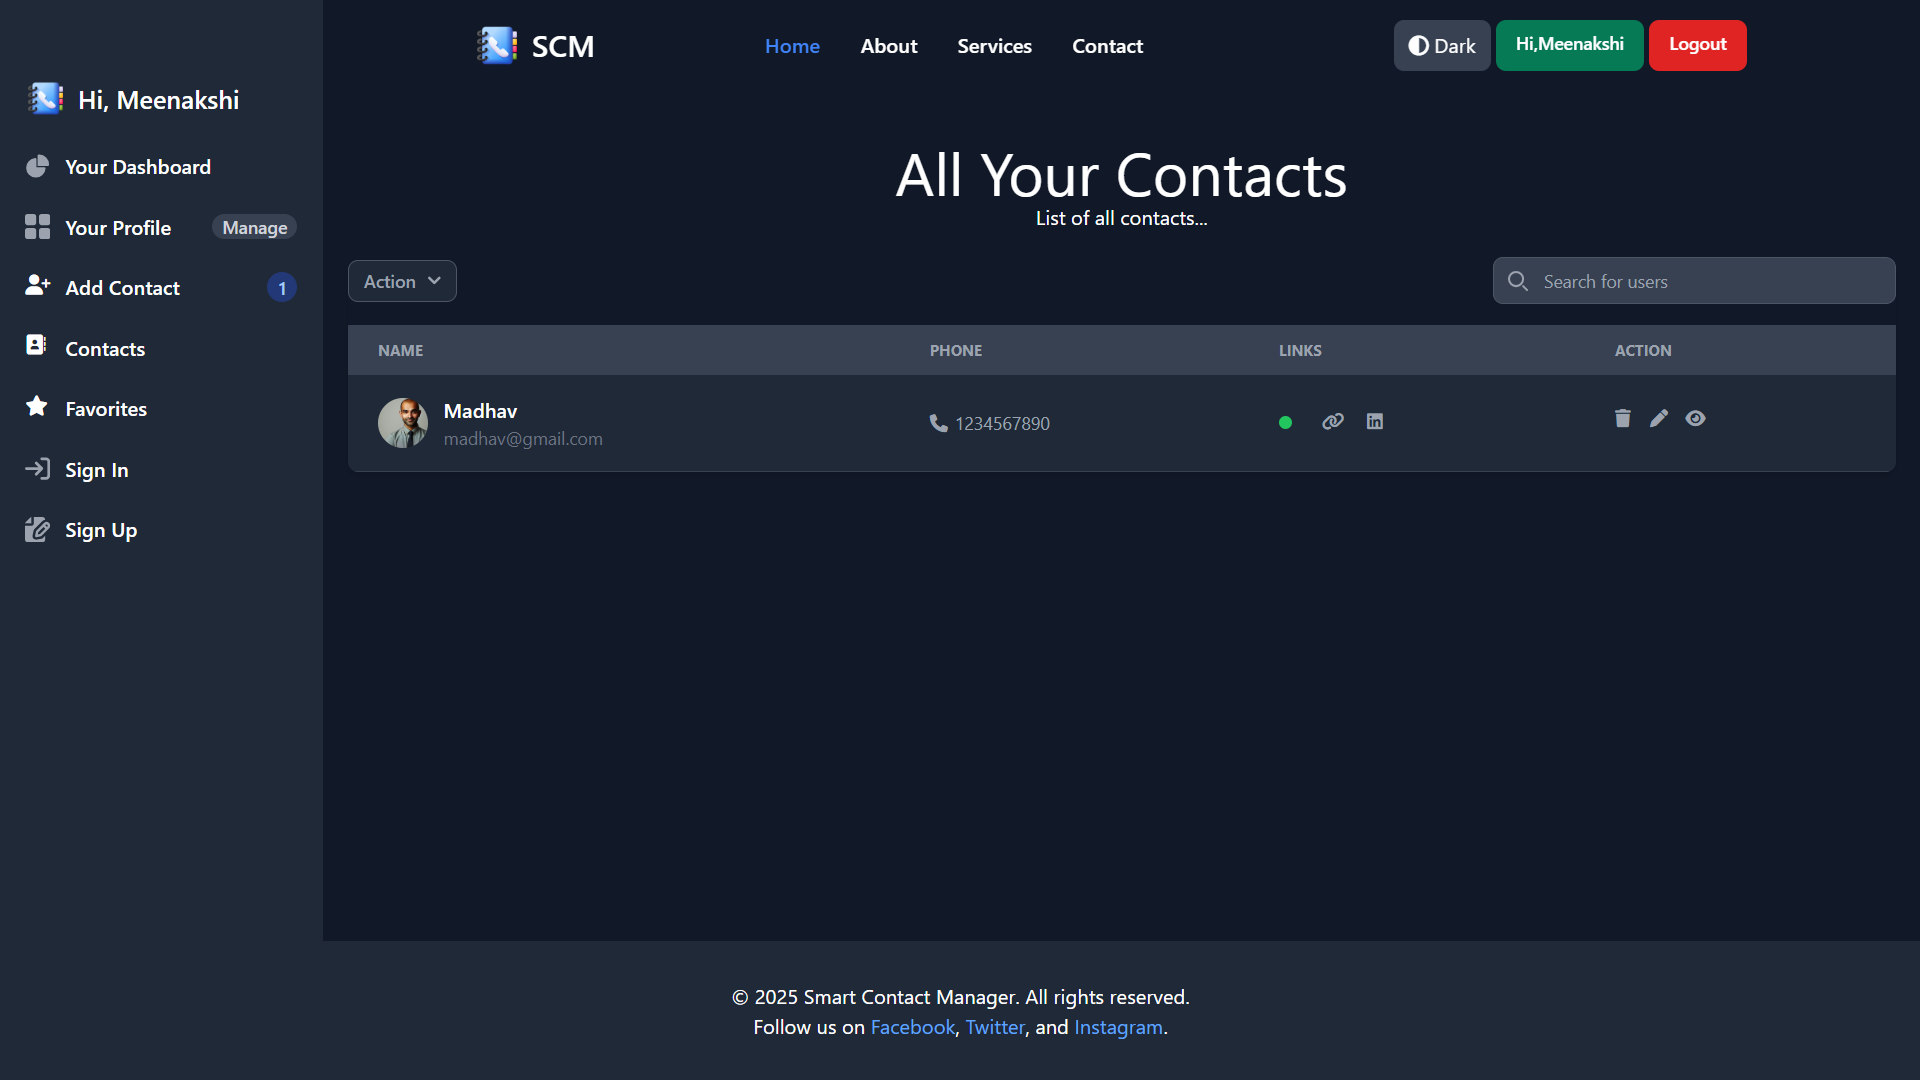 SCM
Home
About
Services
Contact
Dark
Hi,Meenakshi
Logout
Hi, Meenakshi
Your Dashboard
Your Profile
Manage
Add Contact
1
Contacts
Favorites
Sign In
Sign Up
All Your Contacts
List of all contacts...
Action
Search for users
NAME PHONE LINKS ACTION
Madhav
madhav@gmail.com
1234567890
© 2025 Smart Contact Manager. All rights reserved.
Follow us on Facebook, Twitter, and Instagram.